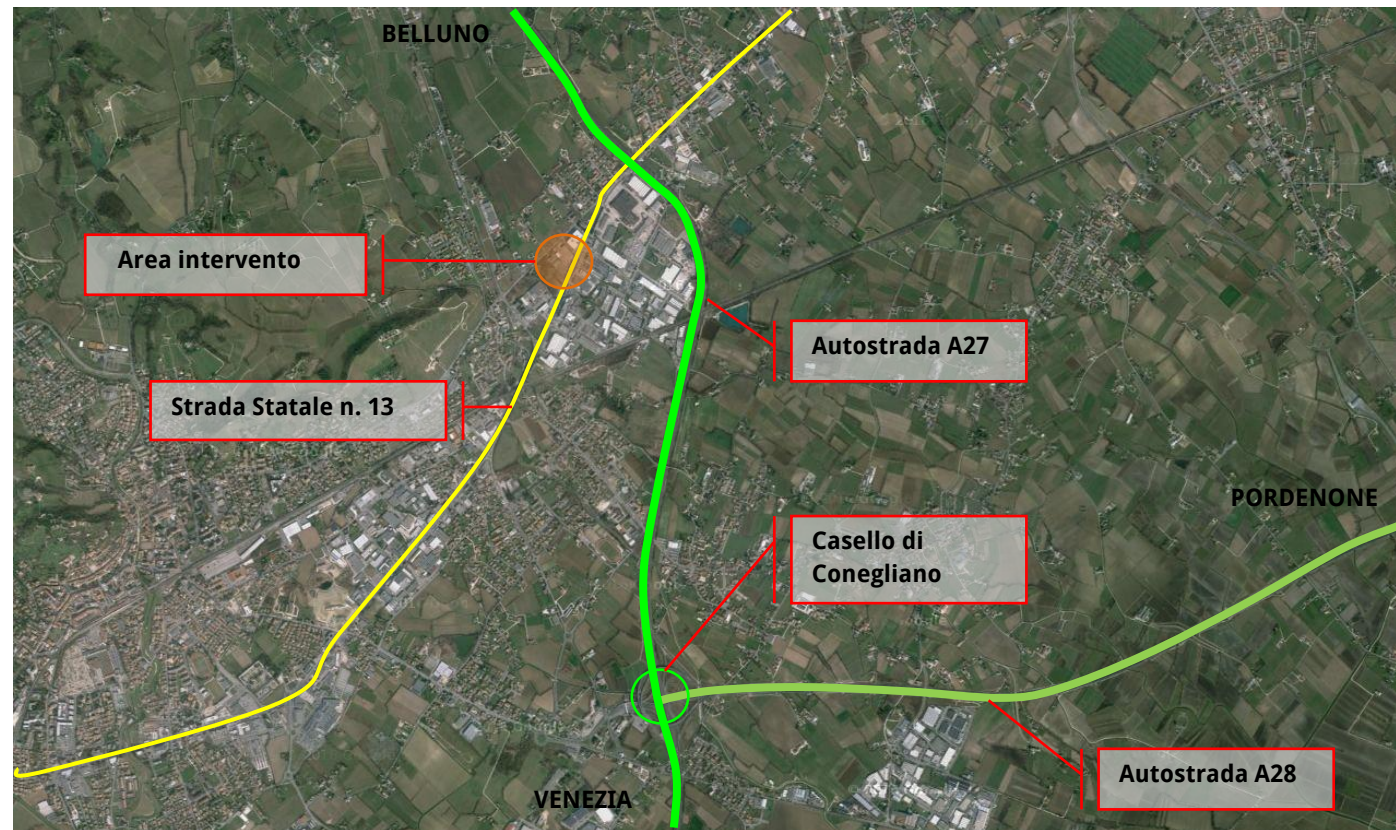 BELLUNO
Area intervento
Autostrada A27
Strada Statale n. 13
PORDENONE
Casello di
Conegliano
Autostrada A28
VENEZIA